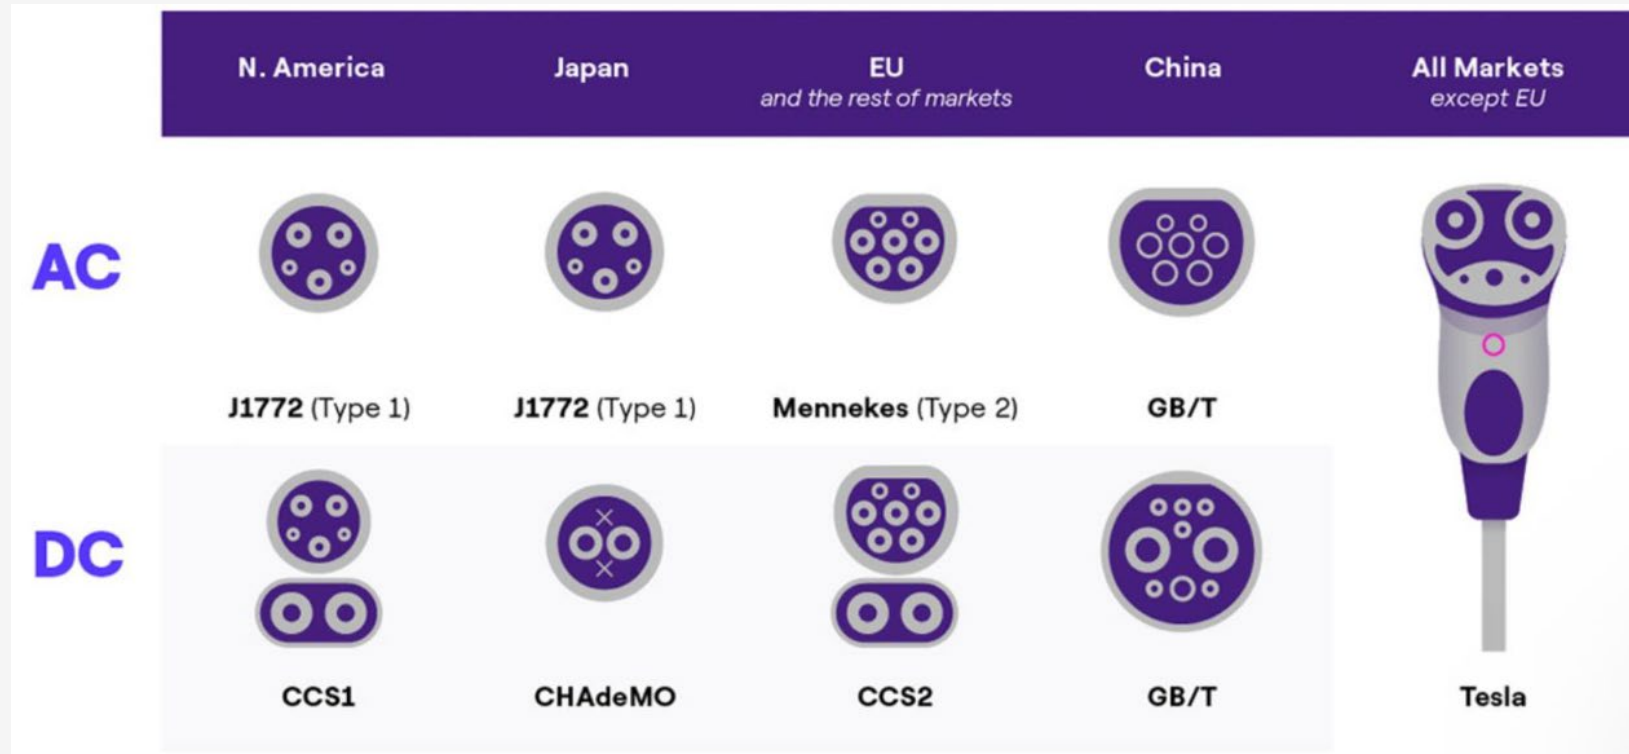 N. America
Japan
EU
and the rest of markets
China
All Markets
except EU
AC
J1772 (Type 1)
J1772 (Type 1)
Mennekes (Type 2)
GB/T
DC
CCS1
CHAdeMO
CCS2
GB/T
Tesla